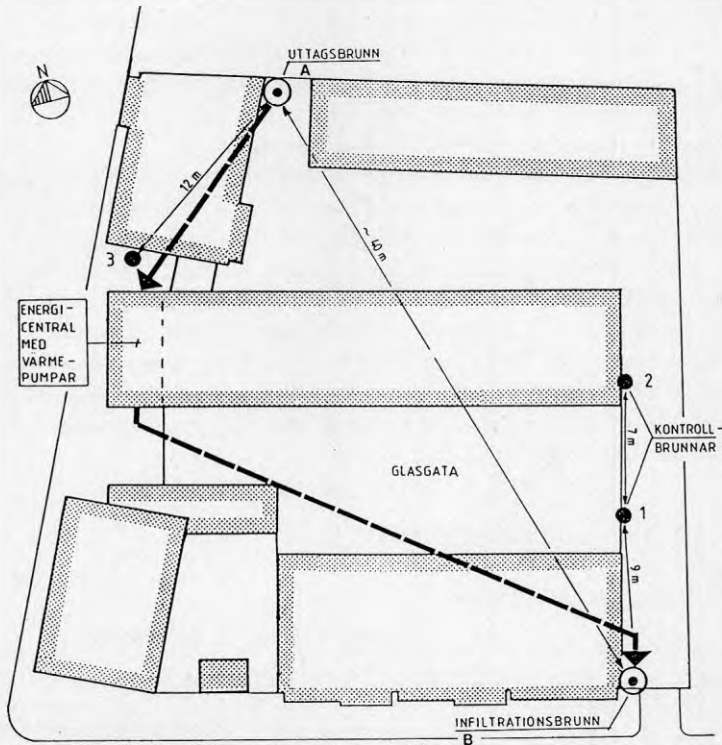 UTTAGSBRUNN
A
N
12 m
~ 40 m
3
ENERGI-
CENTRAL
MED
VÄRME-
PUMPAR
2
7 m
KONTROLL-
BRUNNAR
GLASGATA
1
9 m
INFILTRATIONSBRUNN
B